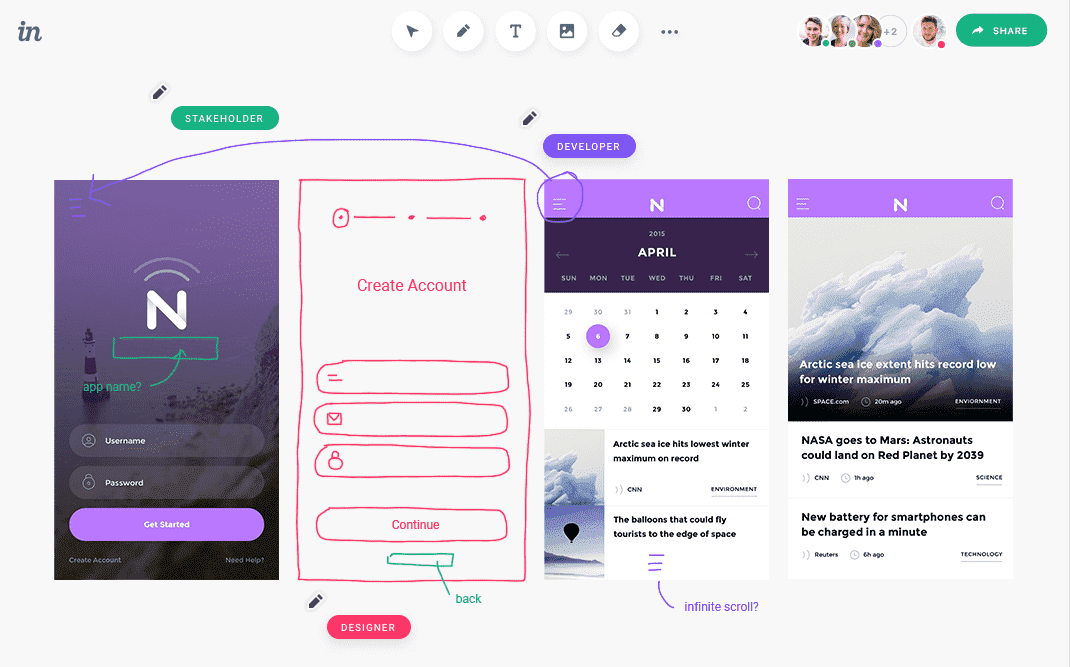 in
T
+2
SHARE
STAKEHOLDER
DEVELOPER
N
app name?
Username
Password
Get Started
Create Account
Need Help?
Create Account
Continue
back
DESIGNER
N
2015
APRIL
SUN MON TUE WED THU FRI SAT
29 30 31 1 2 3 4
5 6 7 8 9 10 11
12 13 14 15 16 17 18
19 20 21 22 23 24 25
26 27 28 29 30 1 2
Arctic sea ice hits lowest winter
maximum on record
CNN
ENVIRONMENT
The balloons that could fly
tourists to the edge of space
infinite scroll?
N
Arctic sea ice extent hits record low
for winter maximum
SPACE.com
20m ago
ENVIORNMENT
NASA goes to Mars: Astronauts
could land on Red Planet by 2039
CNN
1h ago
SCIENCE
New battery for smartphones can
be charged in a minute
Reuters
6h ago
TECHNOLOGY